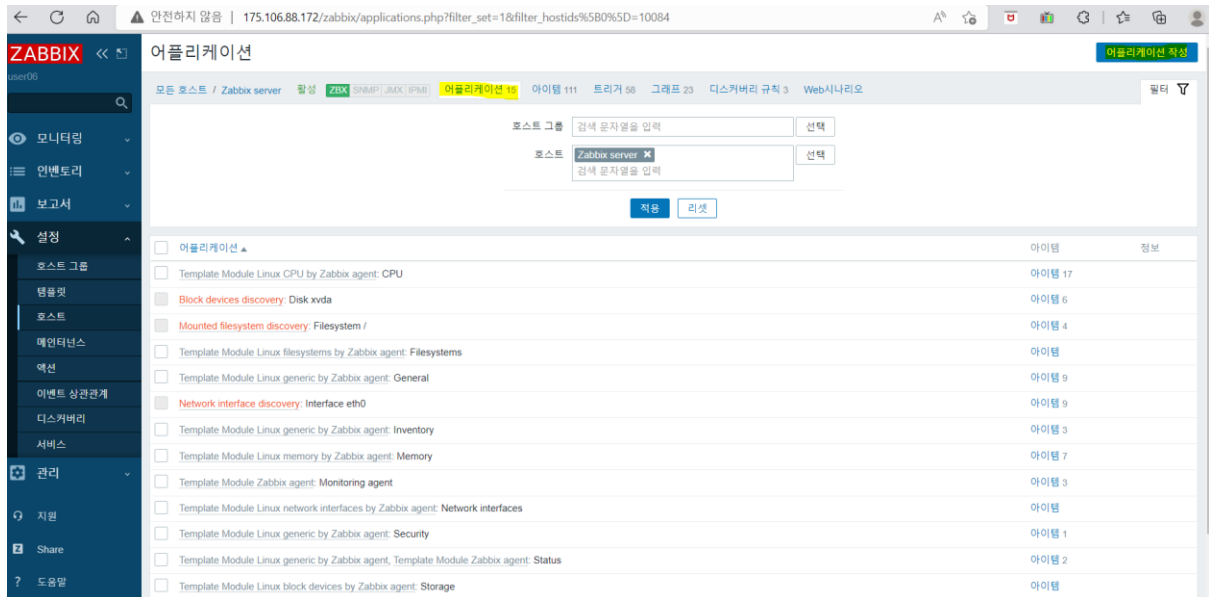 안전하지 않음 | 175.106.88.172/zabbix/applications.php?filter_set=1&filter_hostids%5B0%5D=10084
ZABBIX
어플리케이션
어플리케이션 작성
user06
모든 호스트 / Zabbix server 활성 ZBX SNMP JMX IPMI 어플리케이션 15 아이템 111 트리거 58 그래프 23 디스커버리 규칙 3 Web시나리오
필터
호스트 그룹 검색 문자열을 입력 선택
호스트 Zabbix server ✕ 선택
검색 문자열을 입력
적용 리셋
모니터링
인벤토리
보고서
설정
호스트 그룹
템플릿
호스트
메인터넌스
액션
이벤트 상관관계
디스커버리
서비스
관리
지원
Share
도움말
어플리케이션 ▲ 아이템 정보
Template Module Linux CPU by Zabbix agent: CPU 아이템 17
Block devices discovery: Disk xvda 아이템 6
Mounted filesystem discovery: Filesystem / 아이템 4
Template Module Linux filesystems by Zabbix agent: Filesystems 아이템
Template Module Linux generic by Zabbix agent: General 아이템 9
Network interface discovery: Interface eth0 아이템 9
Template Module Linux generic by Zabbix agent: Inventory 아이템 3
Template Module Linux memory by Zabbix agent: Memory 아이템 7
Template Module Zabbix agent: Monitoring agent 아이템 3
Template Module Linux network interfaces by Zabbix agent: Network interfaces 아이템
Template Module Linux generic by Zabbix agent: Security 아이템 1
Template Module Linux generic by Zabbix agent, Template Module Zabbix agent: Status 아이템 2
Template Module Linux block devices by Zabbix agent: Storage 아이템